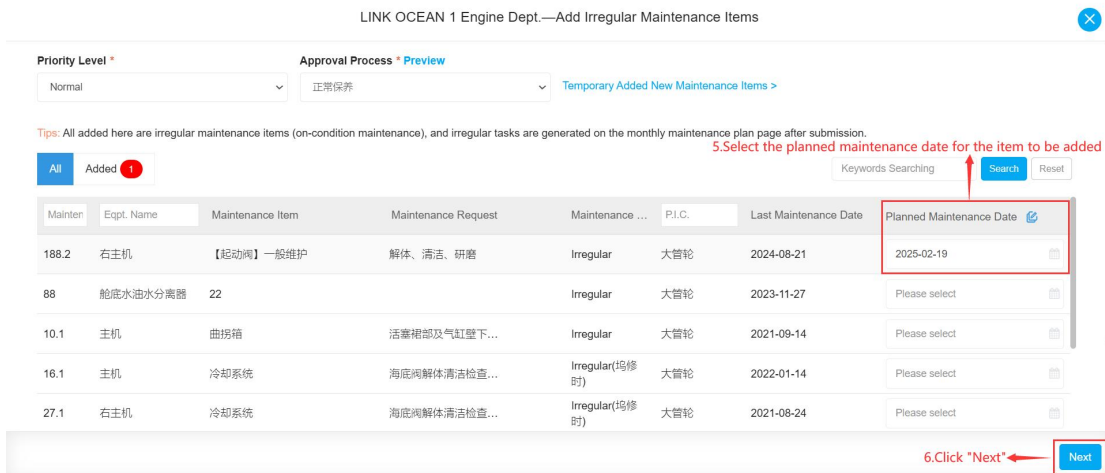 LINK OCEAN 1 Engine Dept.—Add Irregular Maintenance Items
Priority Level *
Approval Process * Preview
Normal
正常保养
Temporary Added New Maintenance Items >
Tips: All added here are irregular maintenance items (on-condition maintenance), and irregular tasks are generated on the monthly maintenance plan page after submission.
5.Select the planned maintenance date for the item to be added
All Added 1
Keywords Searching Search Reset
Mainten Eqpt. Name Maintenance Item Maintenance Request Maintenance ... P.I.C. Last Maintenance Date Planned Maintenance Date
188.2 右主机 【起动阀】一般维护 解体、清洁、研磨 Irregular 大管轮 2024-08-21 2025-02-19
88 舱底水油水分离器 22 Irregular 大管轮 2023-11-27 Please select
10.1 主机 曲拐箱 活塞裙部及气缸壁下... Irregular 大管轮 2021-09-14 Please select
16.1 主机 冷却系统 海底阀解体清洁检查... Irregular(坞修时) 大管轮 2022-01-14 Please select
27.1 右主机 冷却系统 海底阀解体清洁检查... Irregular(坞修时) 大管轮 2021-08-24 Please select
6.Click "Next" Next